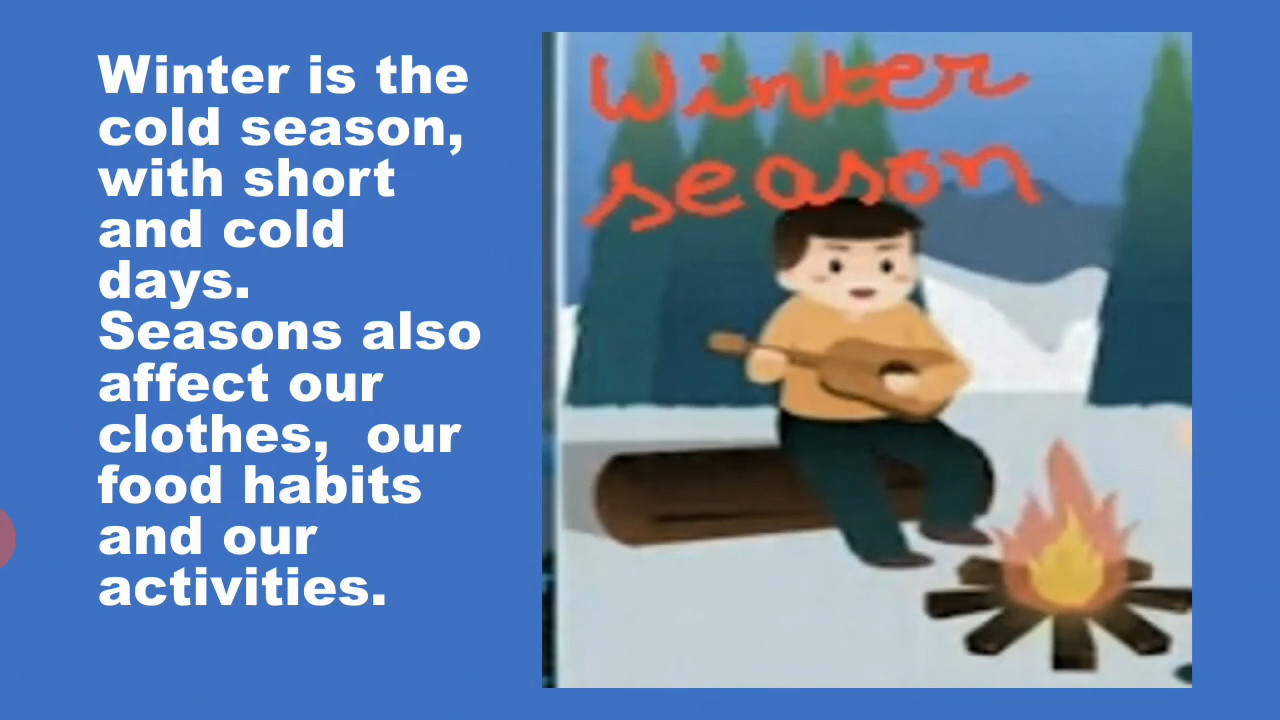 Winter is the
cold season,
with short
and cold
days.
Seasons also
affect our
clothes,  our
food habits
and our
activities.
Winter
season